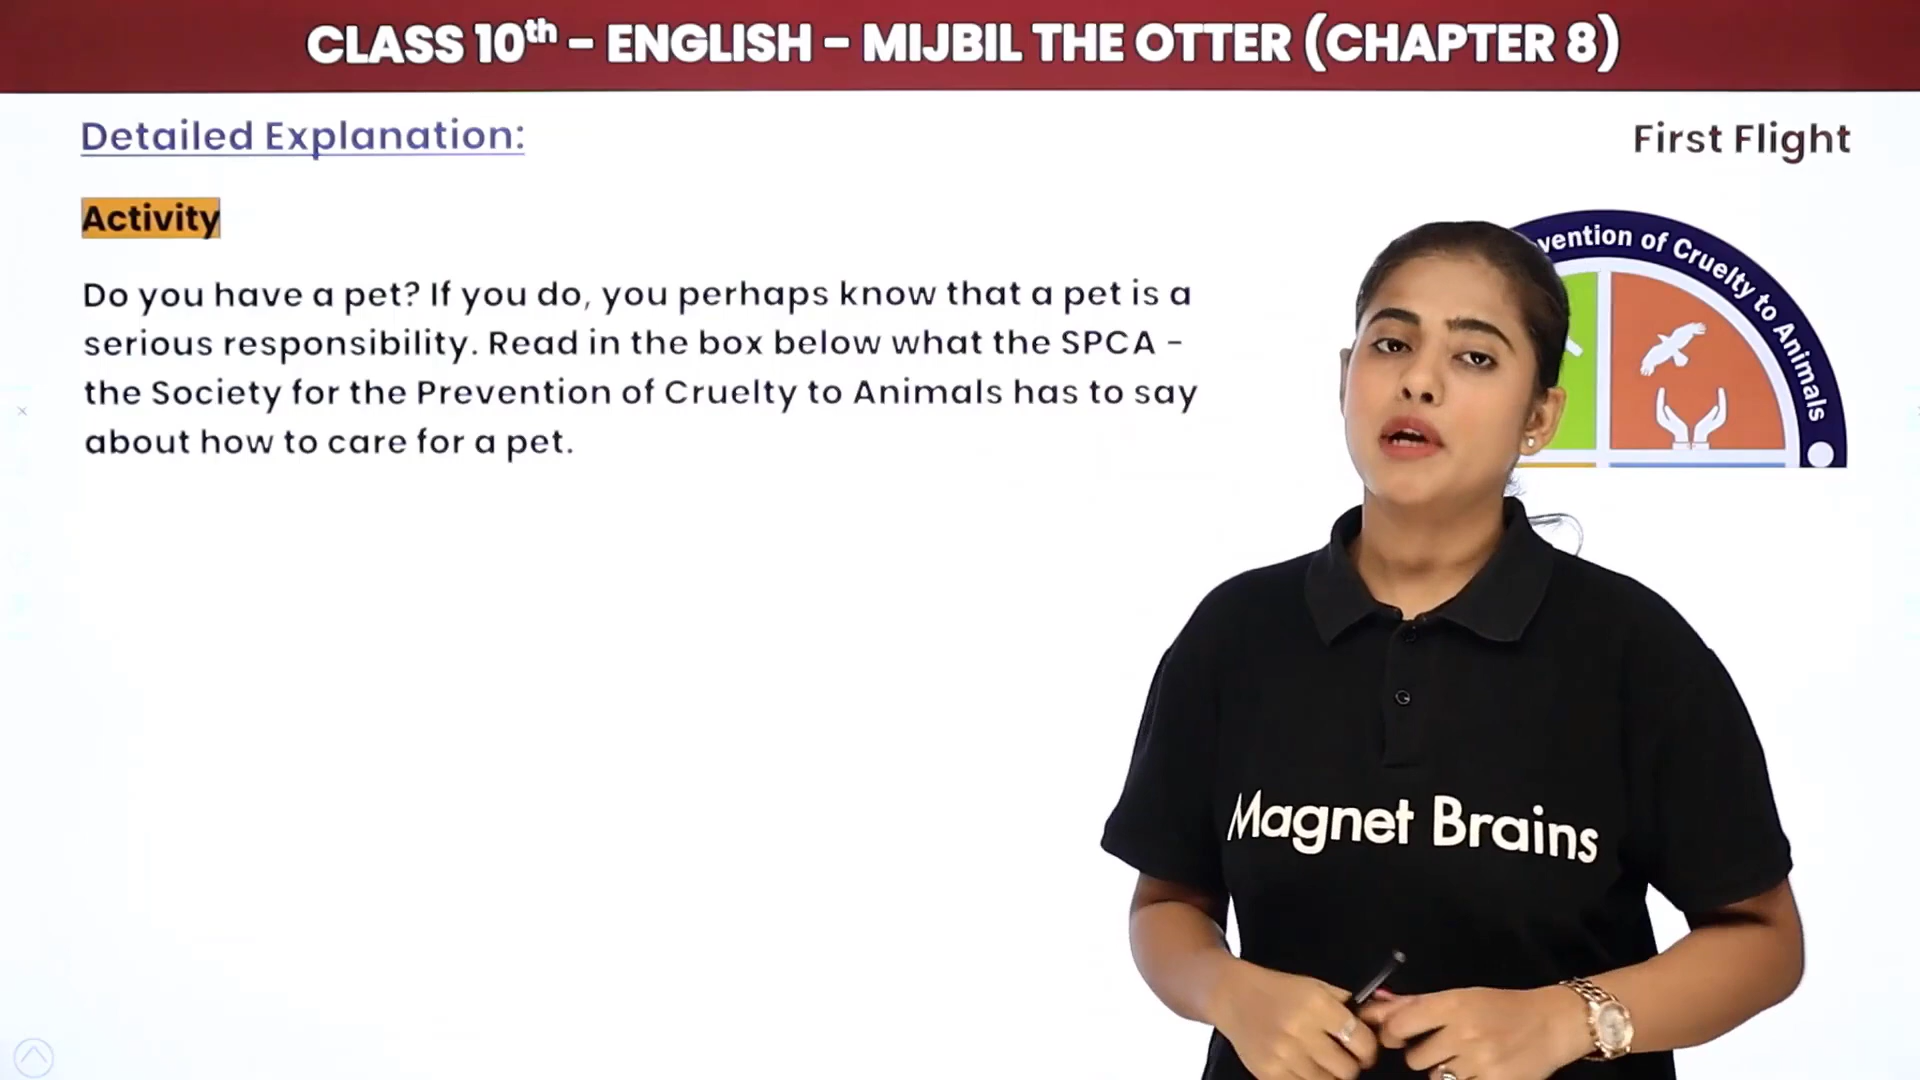 CLASS 10th - ENGLISH - MIJBIL THE OTTER (CHAPTER 8)
Detailed Explanation:
First Flight
Activity
Do you have a pet? If you do, you perhaps know that a pet is a
serious responsibility. Read in the box below what the SPCA -
the Society for the Prevention of Cruelty to Animals has to say
about how to care for a pet.
of Cruelty to Animals
Magnet Brains